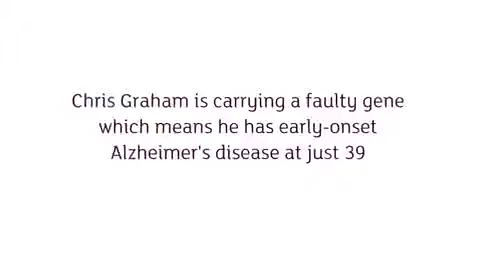 Chris Graham is carrying a faulty gene
which means he has early-onset
Alzheimer's disease at just 39